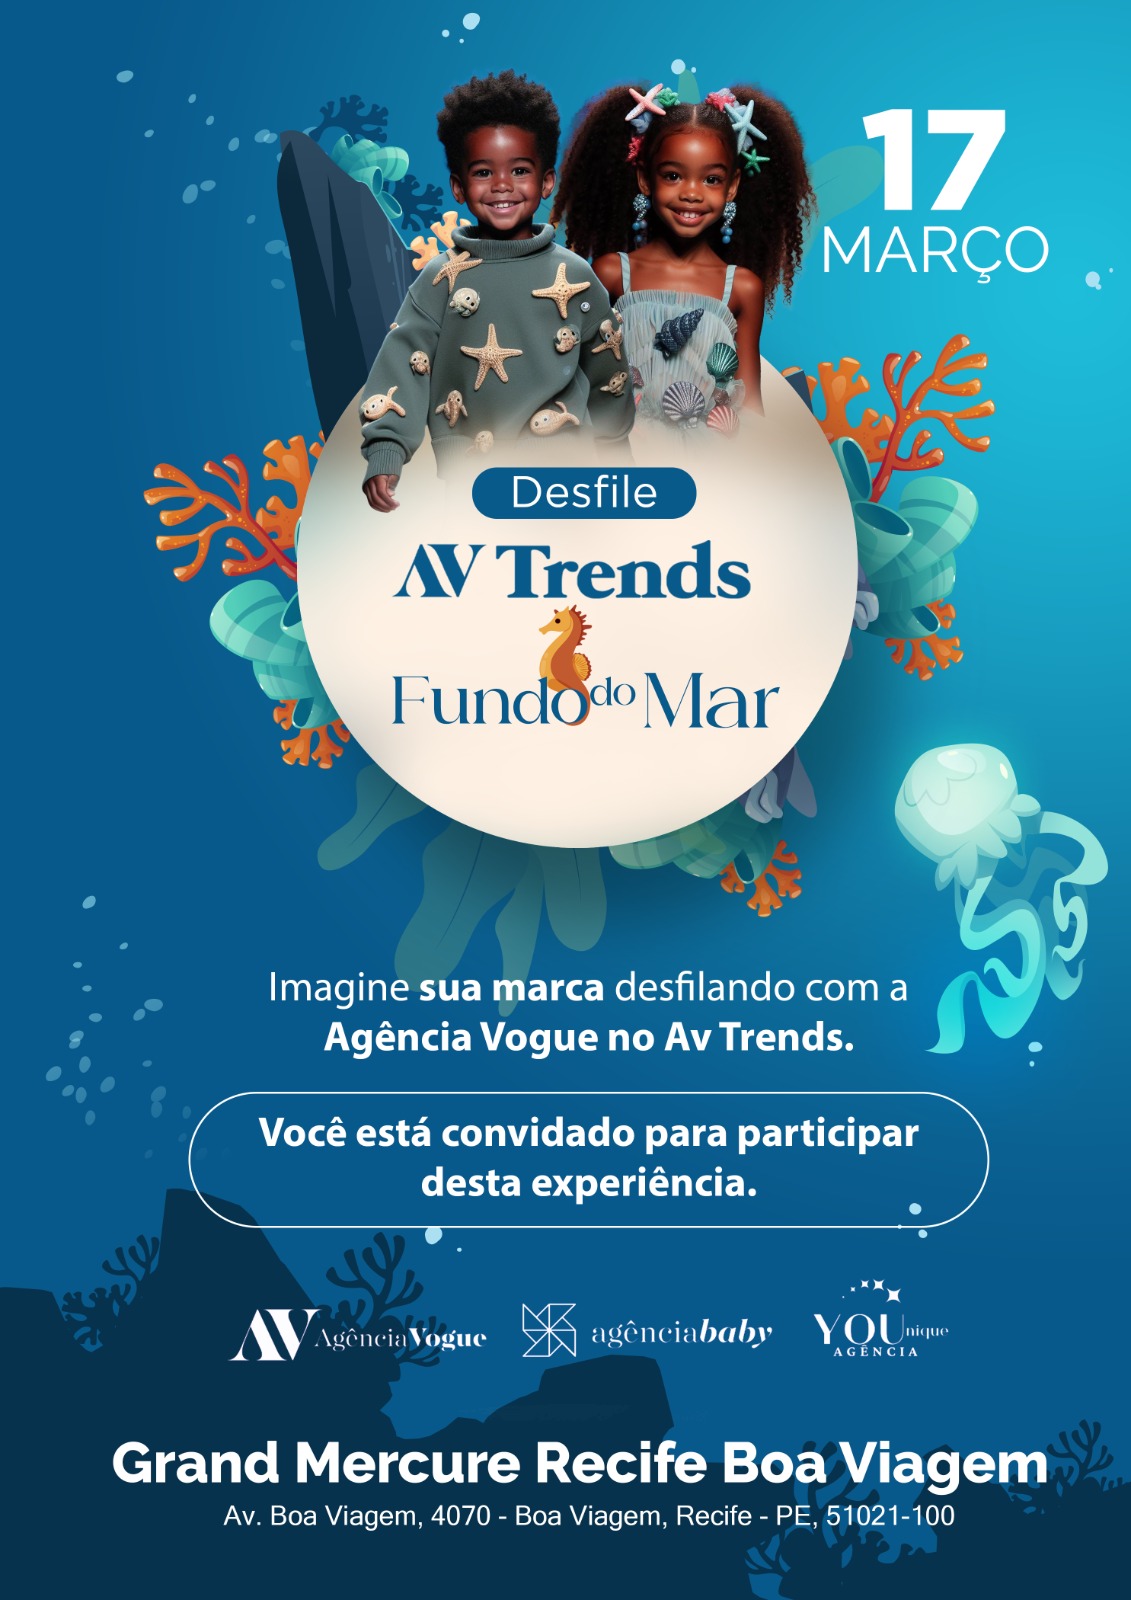 17
MARÇO
Desfile
AV Trends
Fundo do Mar
Imagine sua marca desfilando com a
Agência Vogue no Av Trends.
Você está convidado para participar
desta experiência.
AV AgênciaVogue
agênciababy
YOUnique
AGÊNCIA
Grand Mercure Recife Boa Viagem
Av. Boa Viagem, 4070 - Boa Viagem, Recife - PE, 51021-100